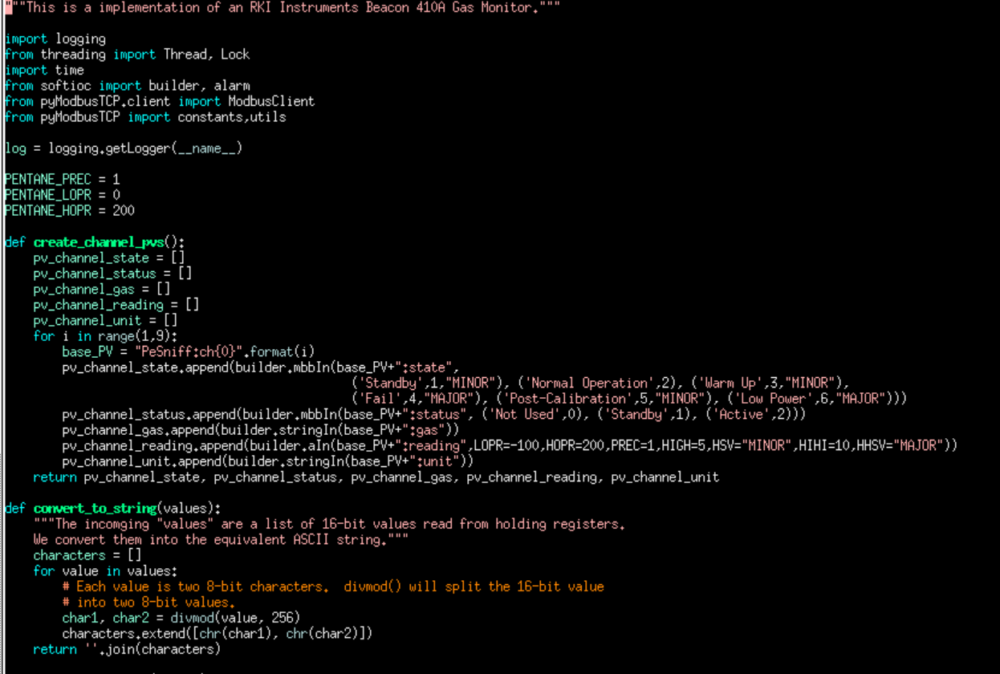 """This is a implementation of an RKI Instruments Beacon 410A Gas Monitor."""

import logging
from threading import Thread, Lock
import time
from softioc import builder, alarm
from pyModbusTCP.client import ModbusClient
from pyModbusTCP import constants,utils

log = logging.getLogger(__name__)

PENTANE_PREC = 1
PENTANE_LOPR = 0
PENTANE_HOPR = 200

def create_channel_pvs():
    pv_channel_state = []
    pv_channel_status = []
    pv_channel_gas = []
    pv_channel_reading = []
    pv_channel_unit = []
    for i in range(1,9):
        base_PV = "PeSniff:ch{0}".format(i)
        pv_channel_state.append(builder.mbbIn(base_PV+":state",
                                                ('Standby',1,"MINOR"), ('Normal Operation',2), ('Warm Up',3,"MINOR"),
                                                ('Fail',4,"MAJOR"), ('Post-Calibration',5,"MINOR"), ('Low Power',6,"MAJOR")))
        pv_channel_status.append(builder.mbbIn(base_PV+":status", ('Not Used',0), ('Standby',1), ('Active',2)))
        pv_channel_gas.append(builder.stringIn(base_PV+":gas"))
        pv_channel_reading.append(builder.aIn(base_PV+":reading",LOPR=-100,HOPR=200,PREC=1,HIGH=5,HSV="MINOR",HIHI=10,HHSV="MAJOR"))
        pv_channel_unit.append(builder.stringIn(base_PV+":unit"))
    return pv_channel_state, pv_channel_status, pv_channel_gas, pv_channel_reading, pv_channel_unit

def convert_to_string(values):
    """The incomging "values" are a list of 16-bit values read from holding registers.
    We convert them into the equivalent ASCII string."""
    characters = []
    for value in values:
        # Each value is two 8-bit characters.  divmod() will split the 16-bit value
        # into two 8-bit values.
        char1, char2 = divmod(value, 256)
        characters.extend([chr(char1), chr(char2)])
    return ''.join(characters)